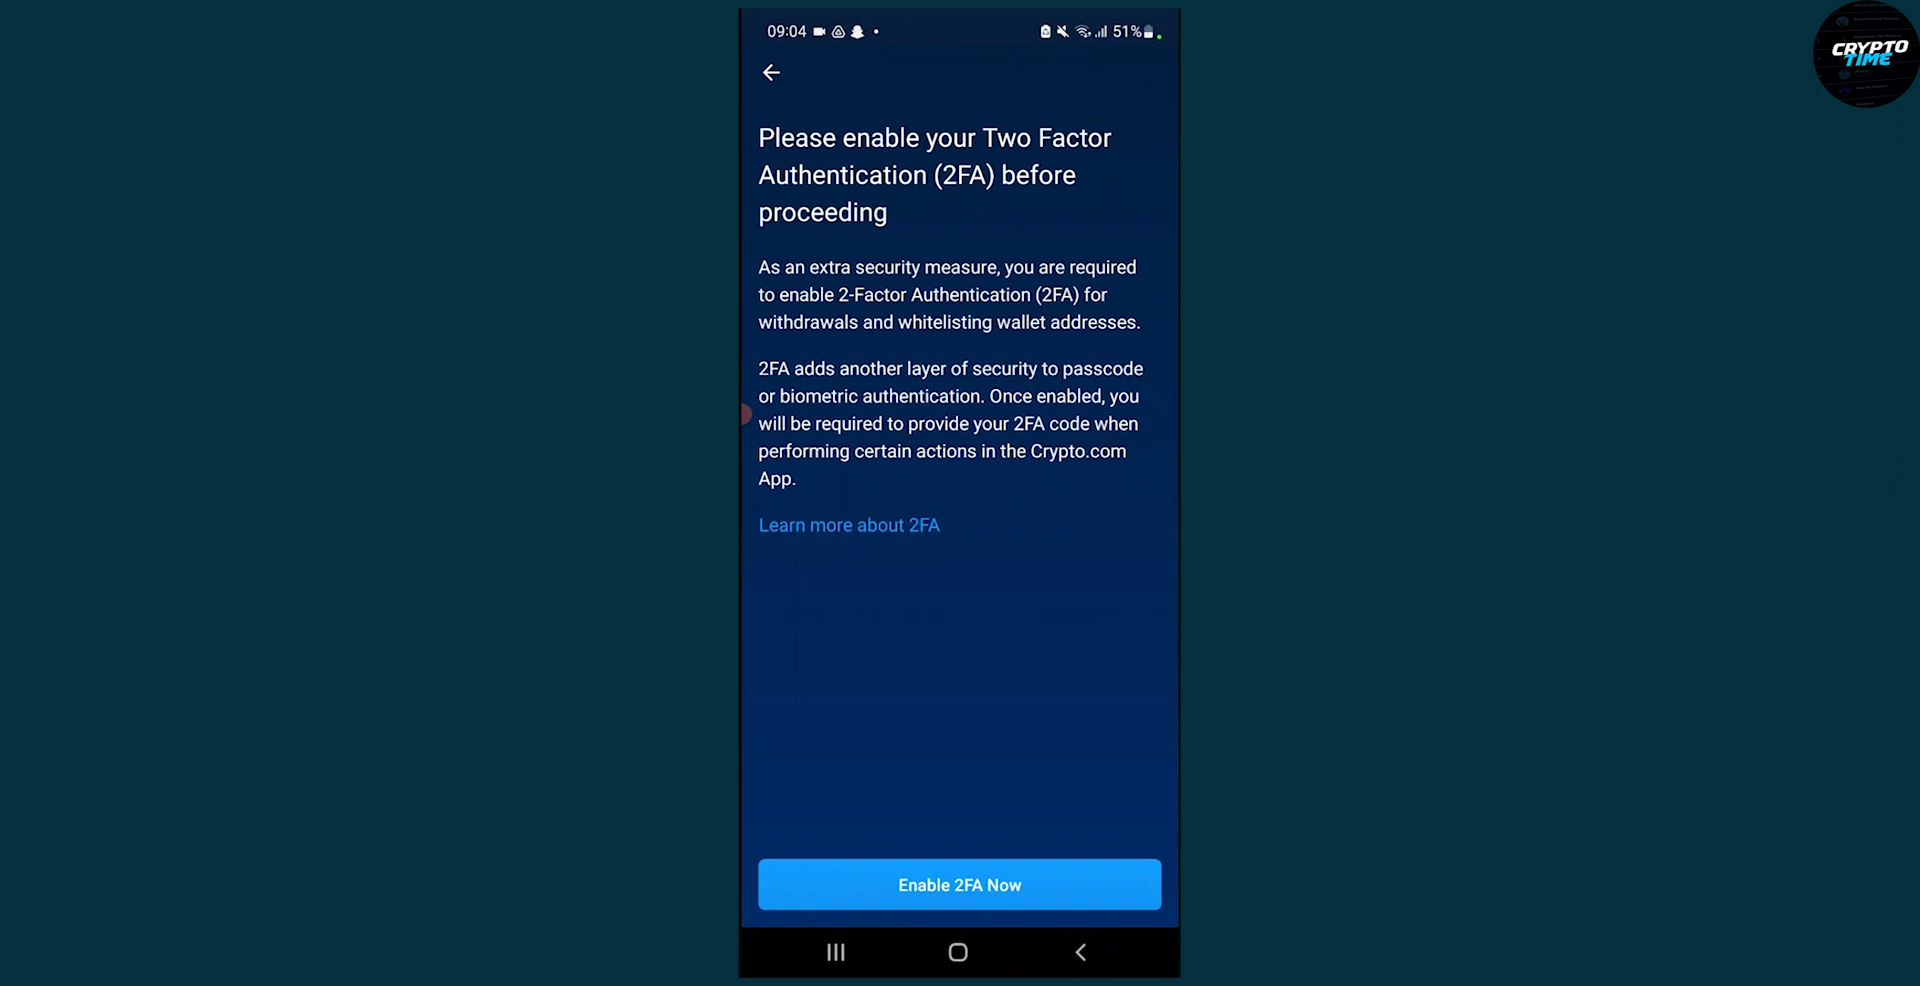 09:04
51%
CRYPTO
TIME
Please enable your Two Factor
Authentication (2FA) before
proceeding
As an extra security measure, you are required
to enable 2-Factor Authentication (2FA) for
withdrawals and whitelisting wallet addresses.
2FA adds another layer of security to passcode
or biometric authentication. Once enabled, you
will be required to provide your 2FA code when
performing certain actions in the Crypto.com
App.
Learn more about 2FA
Enable 2FA Now